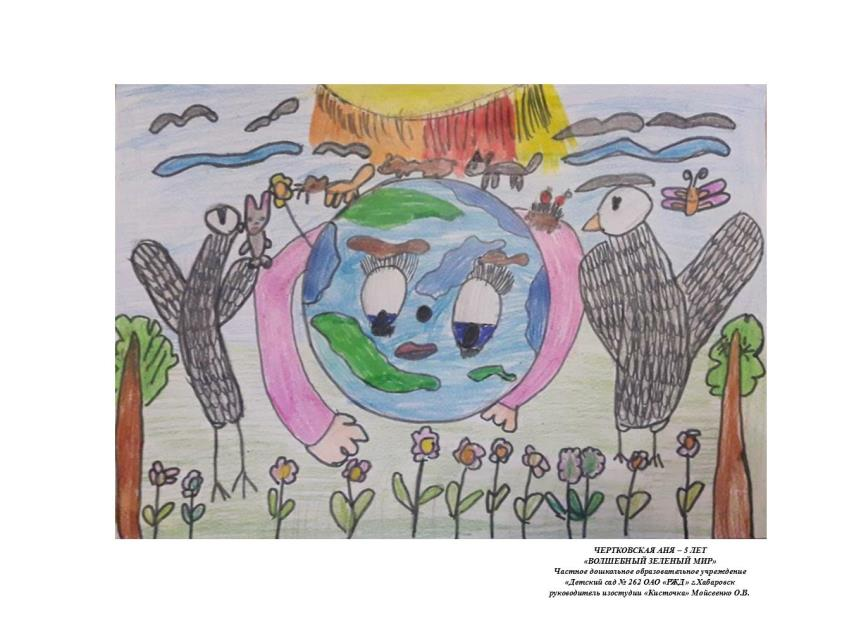 ЧЕРТКОВСКАЯ АНЯ – 5 ЛЕТ
«ВОЛШЕБНЫЙ ЗЕЛЕНЫЙ МИР»
Частное дошкольное образовательное учреждение
«Детский сад № 262 ОАО «РЖД» г.Хабаровск
руководитель изостудии «Кисточка» Мойсеенко О.В.